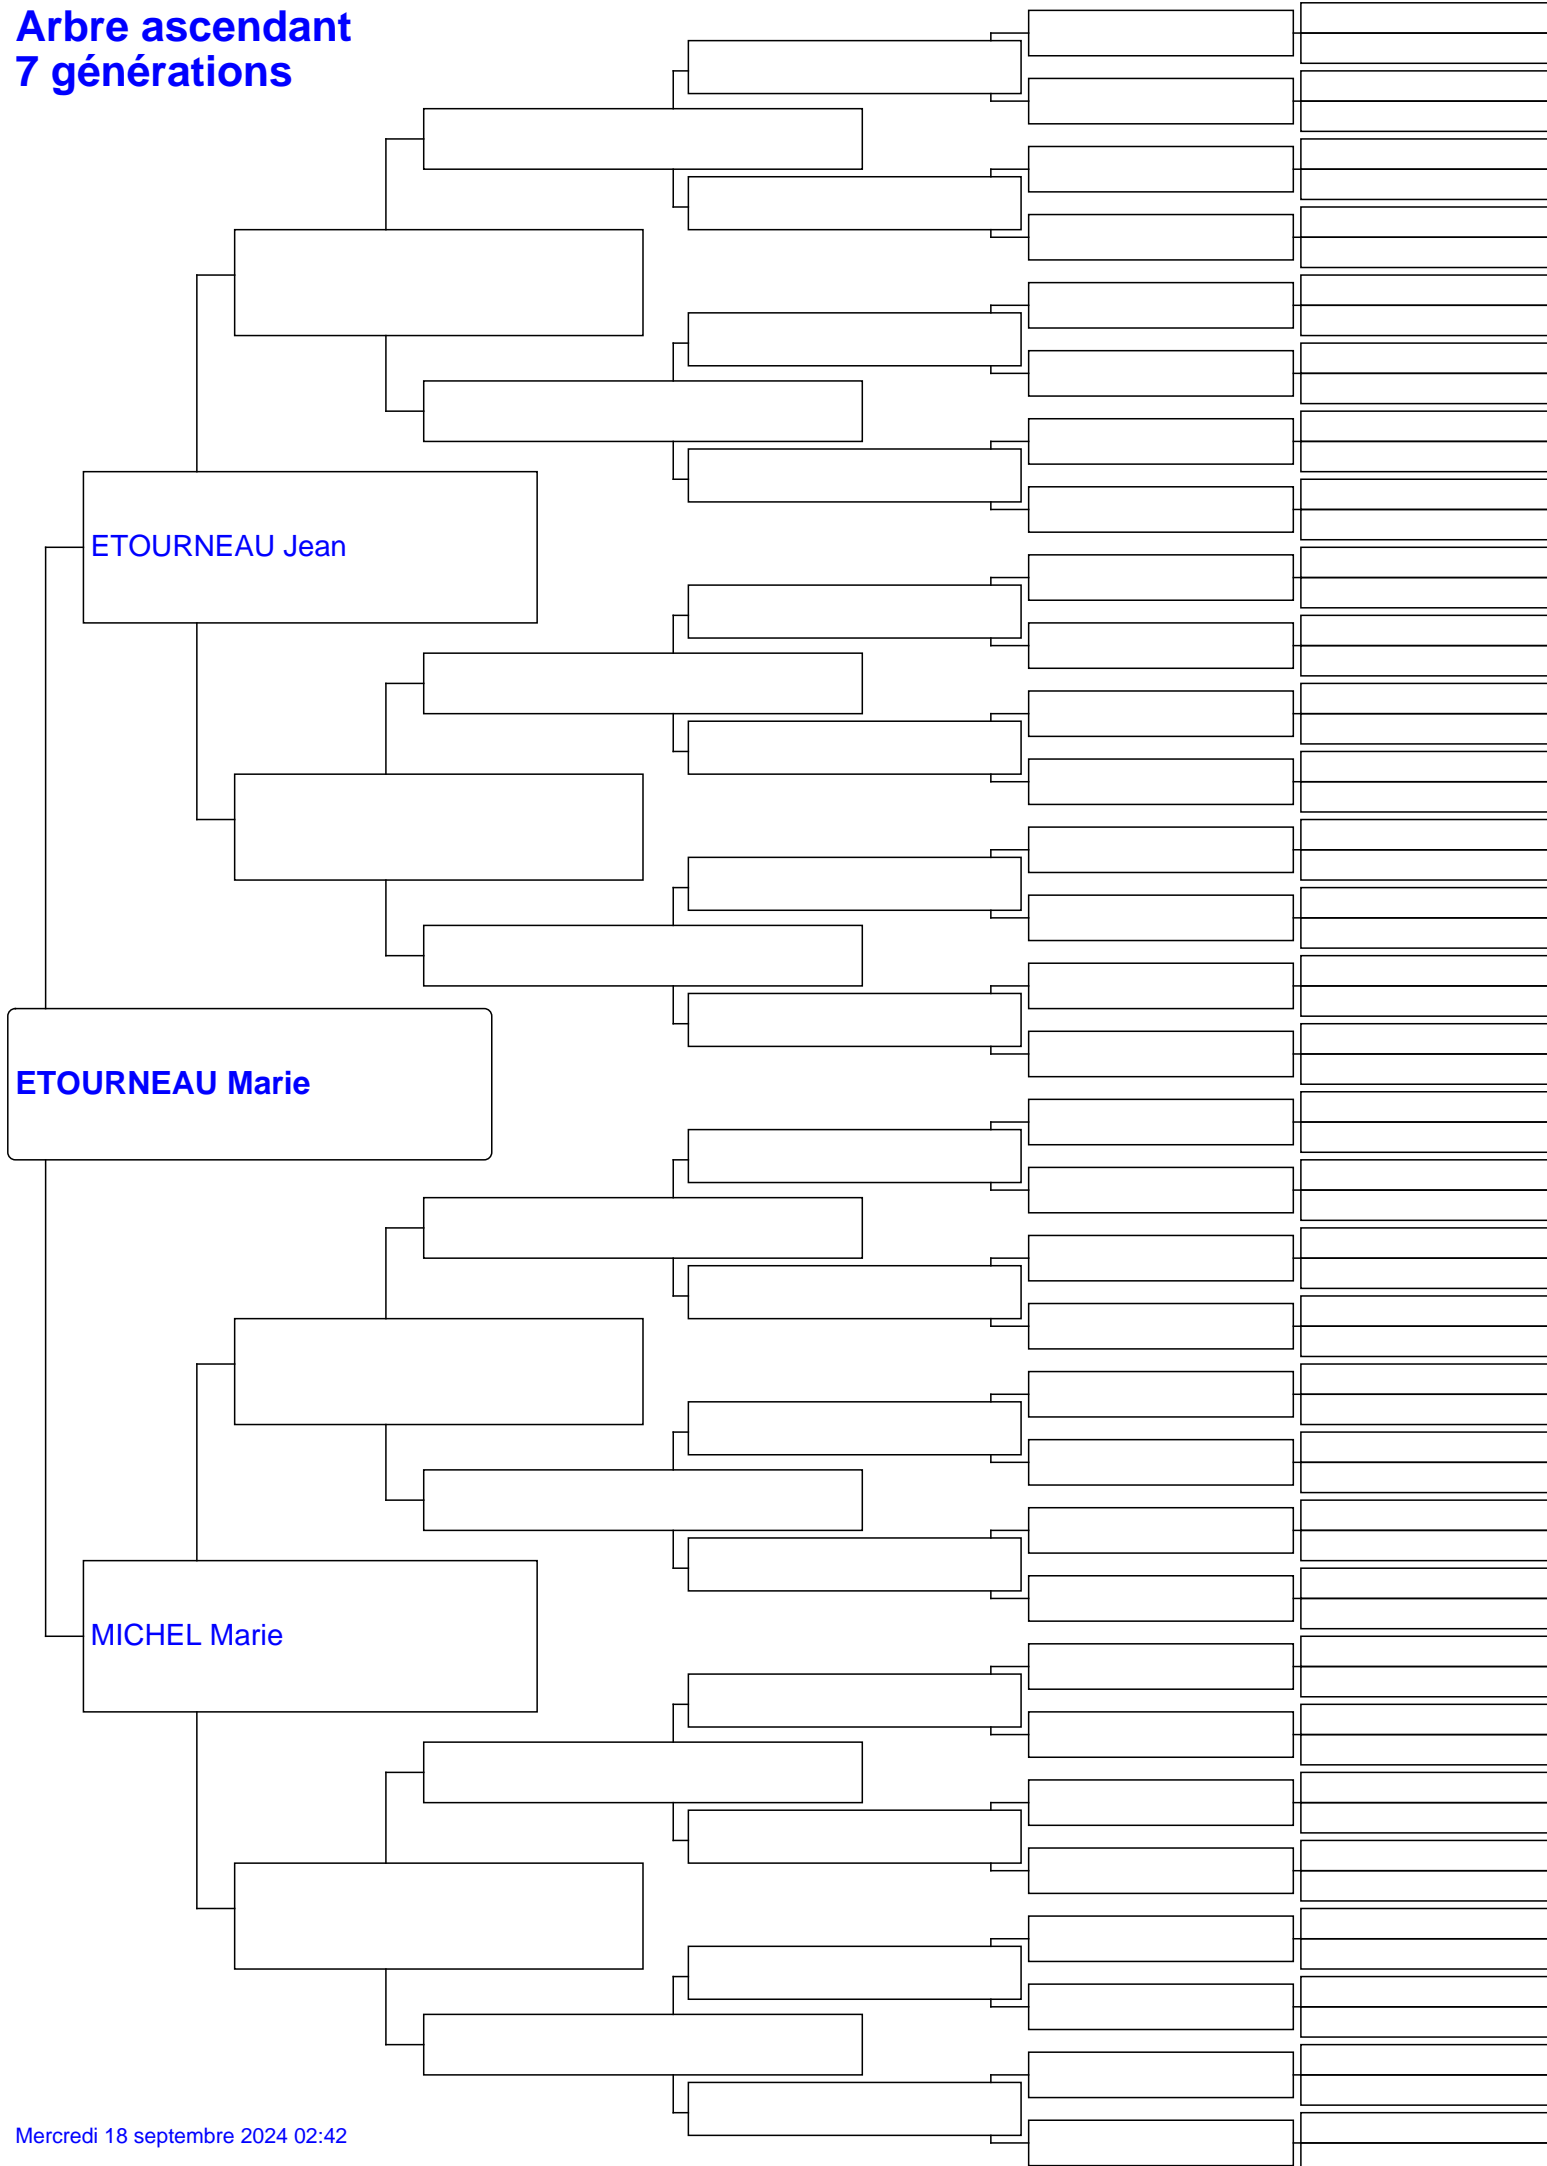 Arbre ascendant
7 générations
ETOURNEAU Jean
ETOURNEAU Marie
MICHEL Marie
Mercredi 18 septembre 2024 02:42